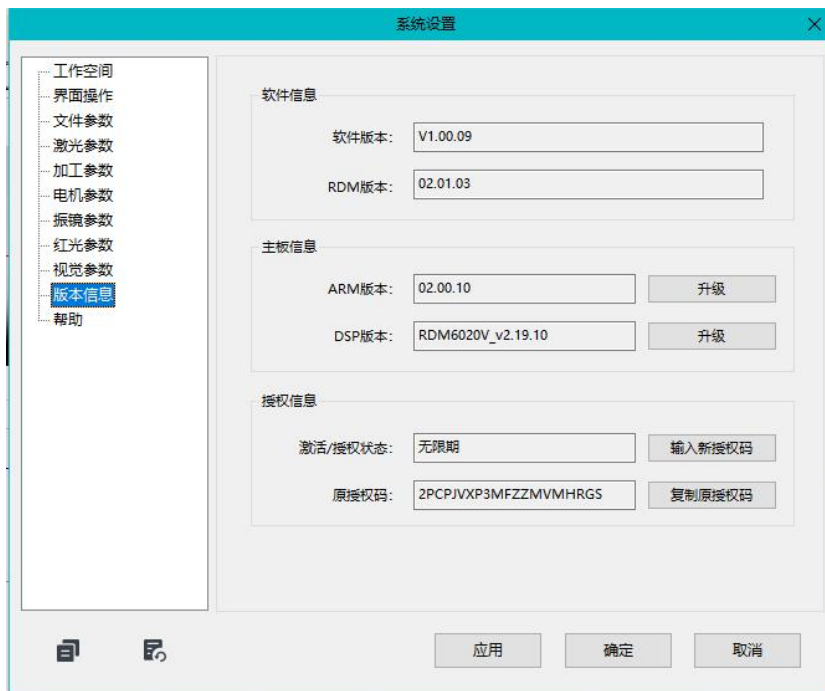 系统设置
工作空间
界面操作
文件参数
激光参数
加工参数
电机参数
振镜参数
红光参数
视觉参数
版本信息
帮助
软件信息
软件版本: V1.00.09
RDM版本: 02.01.03
主板信息
ARM版本: 02.00.10 升级
DSP版本: RDM6020V_v2.19.10 升级
授权信息
激活/授权状态: 无限期 输入新授权码
原授权码: 2PCPJVXP3MFZZMVMHRGS 复制原授权码
应用 确定 取消